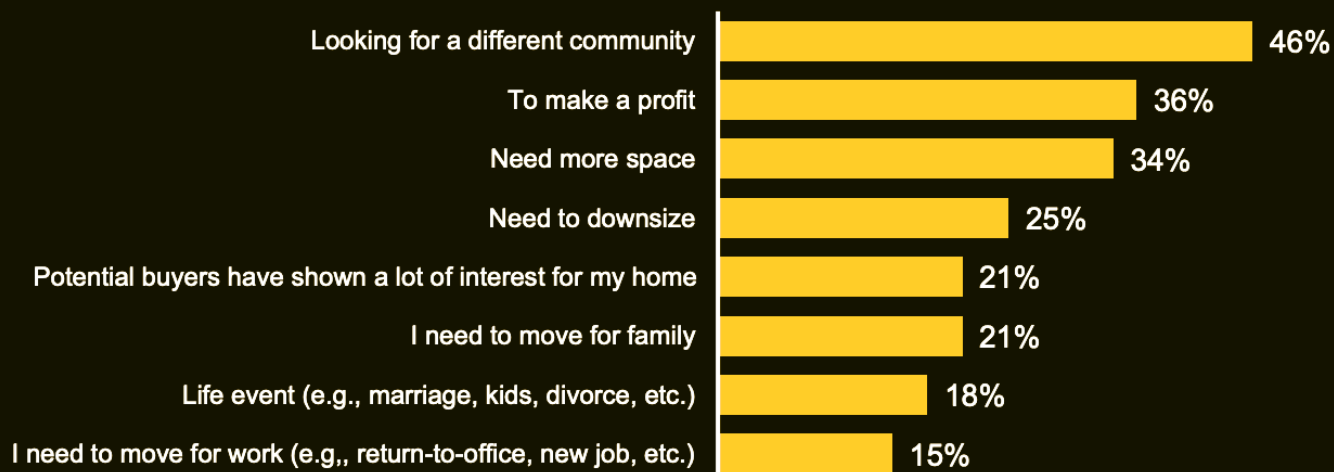 Looking for a different community 46%
To make a profit 36%
Need more space 34%
Need to downsize 25%
Potential buyers have shown a lot of interest for my home 21%
I need to move for family 21%
Life event (e.g., marriage, kids, divorce, etc.) 18%
I need to move for work (e.g,, return-to-office, new job, etc.) 15%